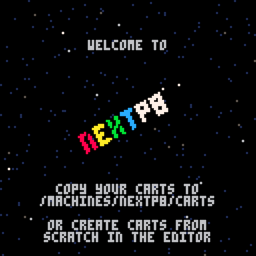 WELCOME TO
NEXTP8
COPY YOUR CARTS TO
/MACHINES/NEXTP8/CARTS
OR CREATE CARTS FROM
SCRATCH IN THE EDITOR